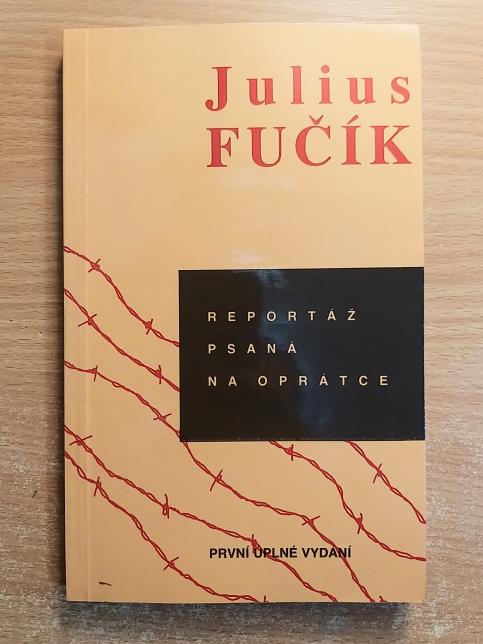 Julius
FUČÍK
REPORTÁŽ
PSANÁ
NA OPRÁTCE
PRVNÍ ÚPLNÉ VYDÁNÍ